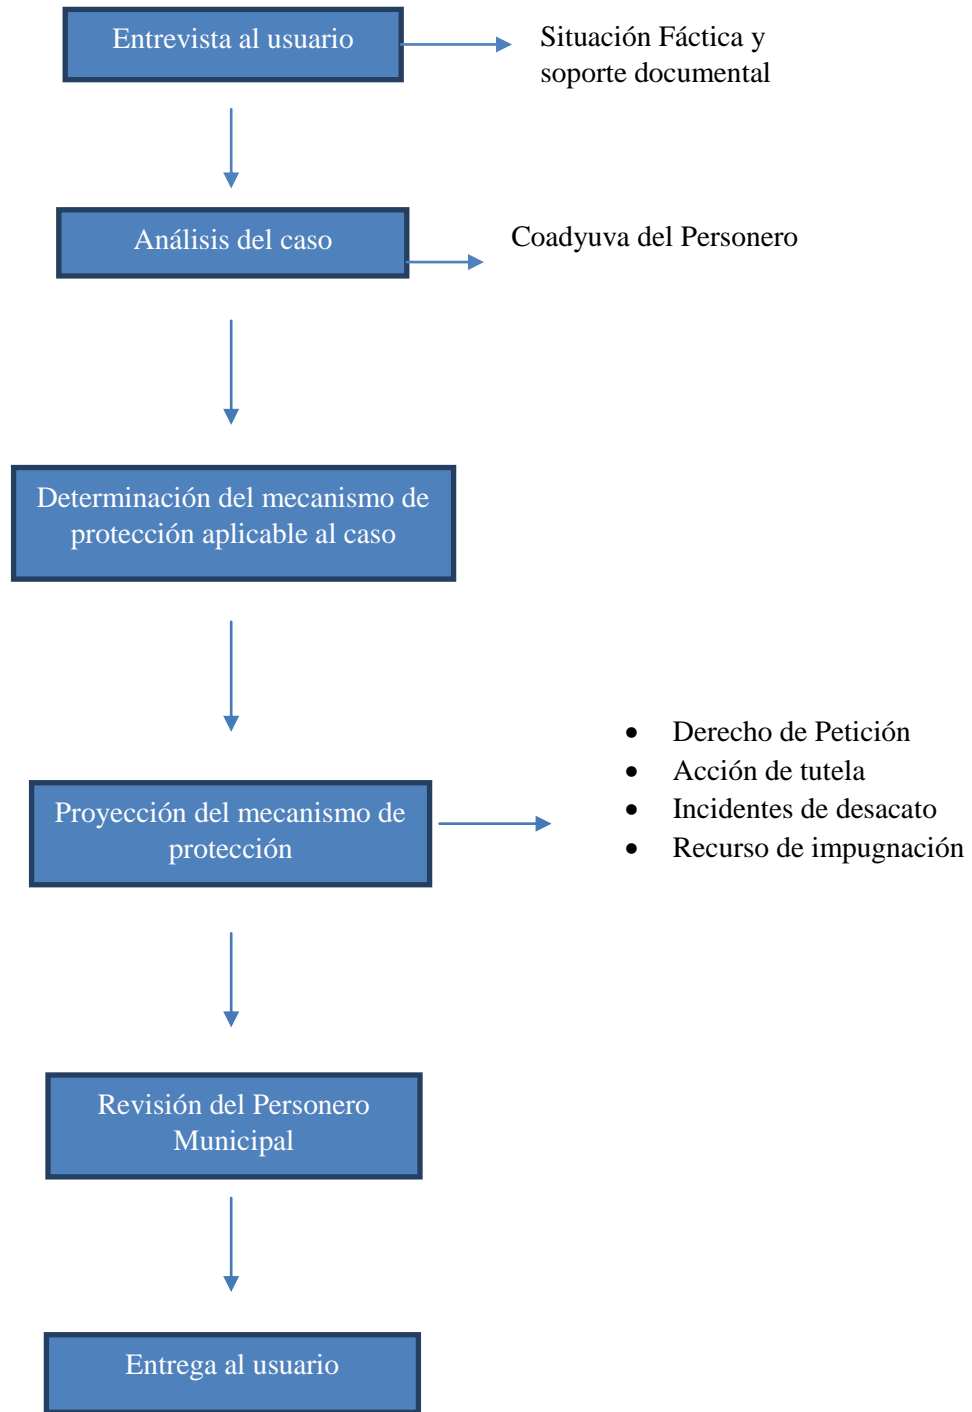 Entrevista al usuario
Situación Fáctica y
soporte documental
Análisis del caso
Coadyuva del Personero
Determinación del mecanismo de
protección aplicable al caso
Proyección del mecanismo de
protección
• Derecho de Petición
• Acción de tutela
• Incidentes de desacato
• Recurso de impugnación
Revisión del Personero
Municipal
Entrega al usuario